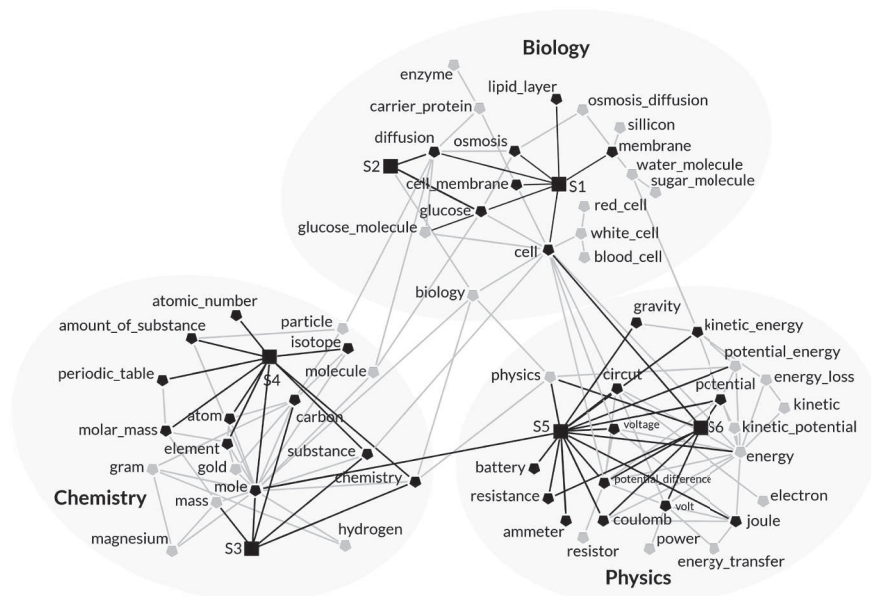 Biology
enzyme
lipid_layer
carrier_protein
osmosis_diffusion
sillicon
diffusion
osmosis
membrane
S2
water_molecule
cell_membrane
S1
sugar_molecule
glucose
red_cell
glucose_molecule
white_cell
cell
blood_cell
biology
atomic_number
gravity
amount_of_substance
particle
kinetic_energy
isotope
potential_energy
periodic_table
S4
molecule
physics
circut
potential
energy_loss
atom
carbon
kinetic
molar_mass
S5
voltage
S6
kinetic_potential
element
substance
energy
gram
gold
battery
mole
chemistry
potential_difference
Chemistry
mass
resistance
electron
volt
magnesium
S3
hydrogen
ammeter
coulomb
joule
resistor
power
energy_transfer
Physics